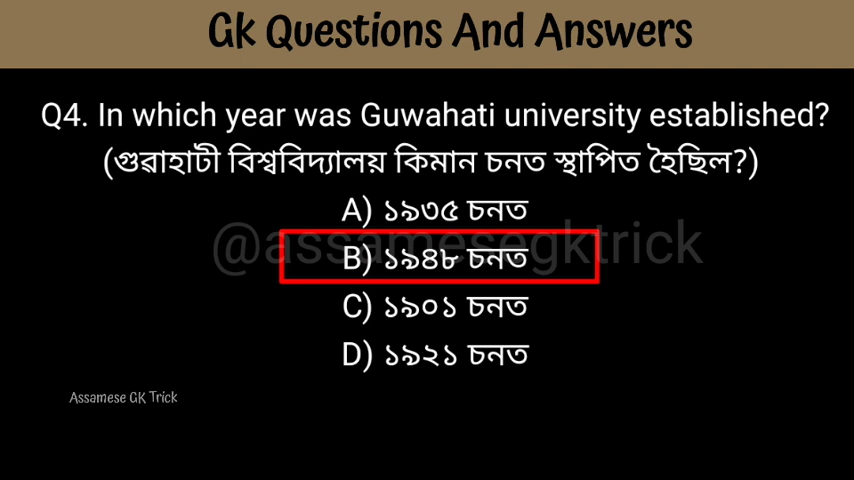 Gk Questions And Answers
Q4. In which year was Guwahati university established?
(গুৱাহাটী বিশ্ববিদ্যালয় কিমান চনত স্থাপিত হৈছিল?)
A) ১৯৩৫ চনত
@assamesegktrick
B) ১৯৪৮ চনত
C) ১৯০১ চনত
D) ১৯২১ চনত
Assamese GK Trick